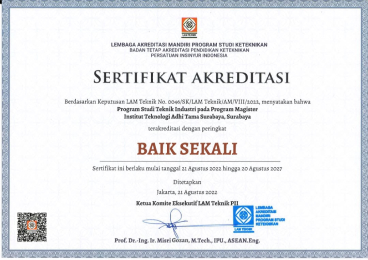 LAM TEKNIK
LEMBAGA AKREDITASI MANDIRI PROGRAM STUDI KETEKNIKAN
BADAN TETAP AKREDITASI PENDIDIKAN KETEKNIKAN
PERSATUAN INSINYUR INDONESIA
SERTIFIKAT AKREDITASI
Berdasarkan Keputusan LAM Teknik No. 0046/SK/LAM Teknik/AM/VIII/2022, menyatakan bahwa
Program Studi Teknik Industri pada Program Magister
Institut Teknologi Adhi Tama Surabaya, Surabaya
terakreditasi dengan peringkat
BAIK SEKALI
Sertifikat ini berlaku mulai tanggal 21 Agustus 2022 hingga 20 Agustus 2027
Ditetapkan
Jakarta, 21 Agustus 2022
Ketua Komite Eksekutif LAM Teknik PII
LEMBAGA
AKREDITASI
MANDIRI
PROGRAM STUDI
KETEKNIKAN
LAM TEKNIK
Prof. Dr.-Ing. Ir. Misri Gozan, M.Tech., IPU., ASEAN.Eng.